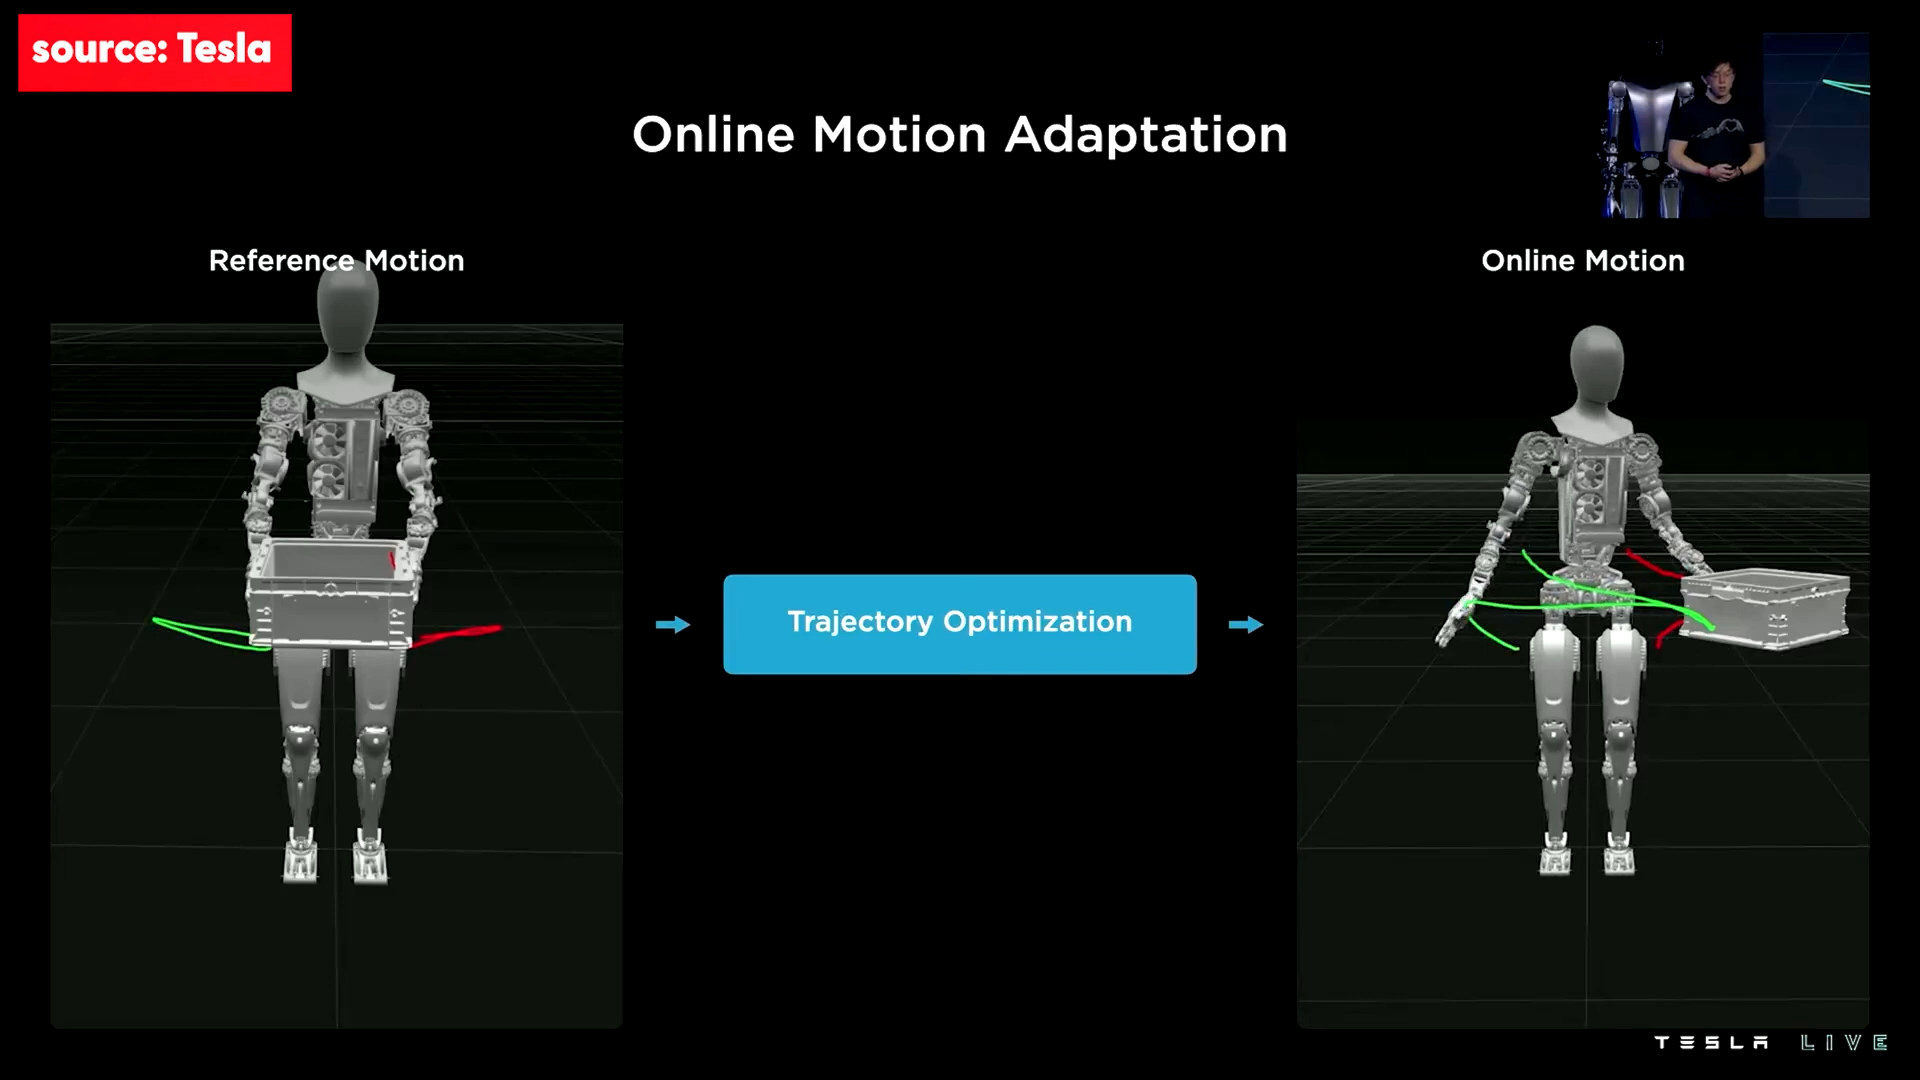 source: Tesla
Online Motion Adaptation
Reference Motion
Online Motion
Trajectory Optimization
TESLA LIVE